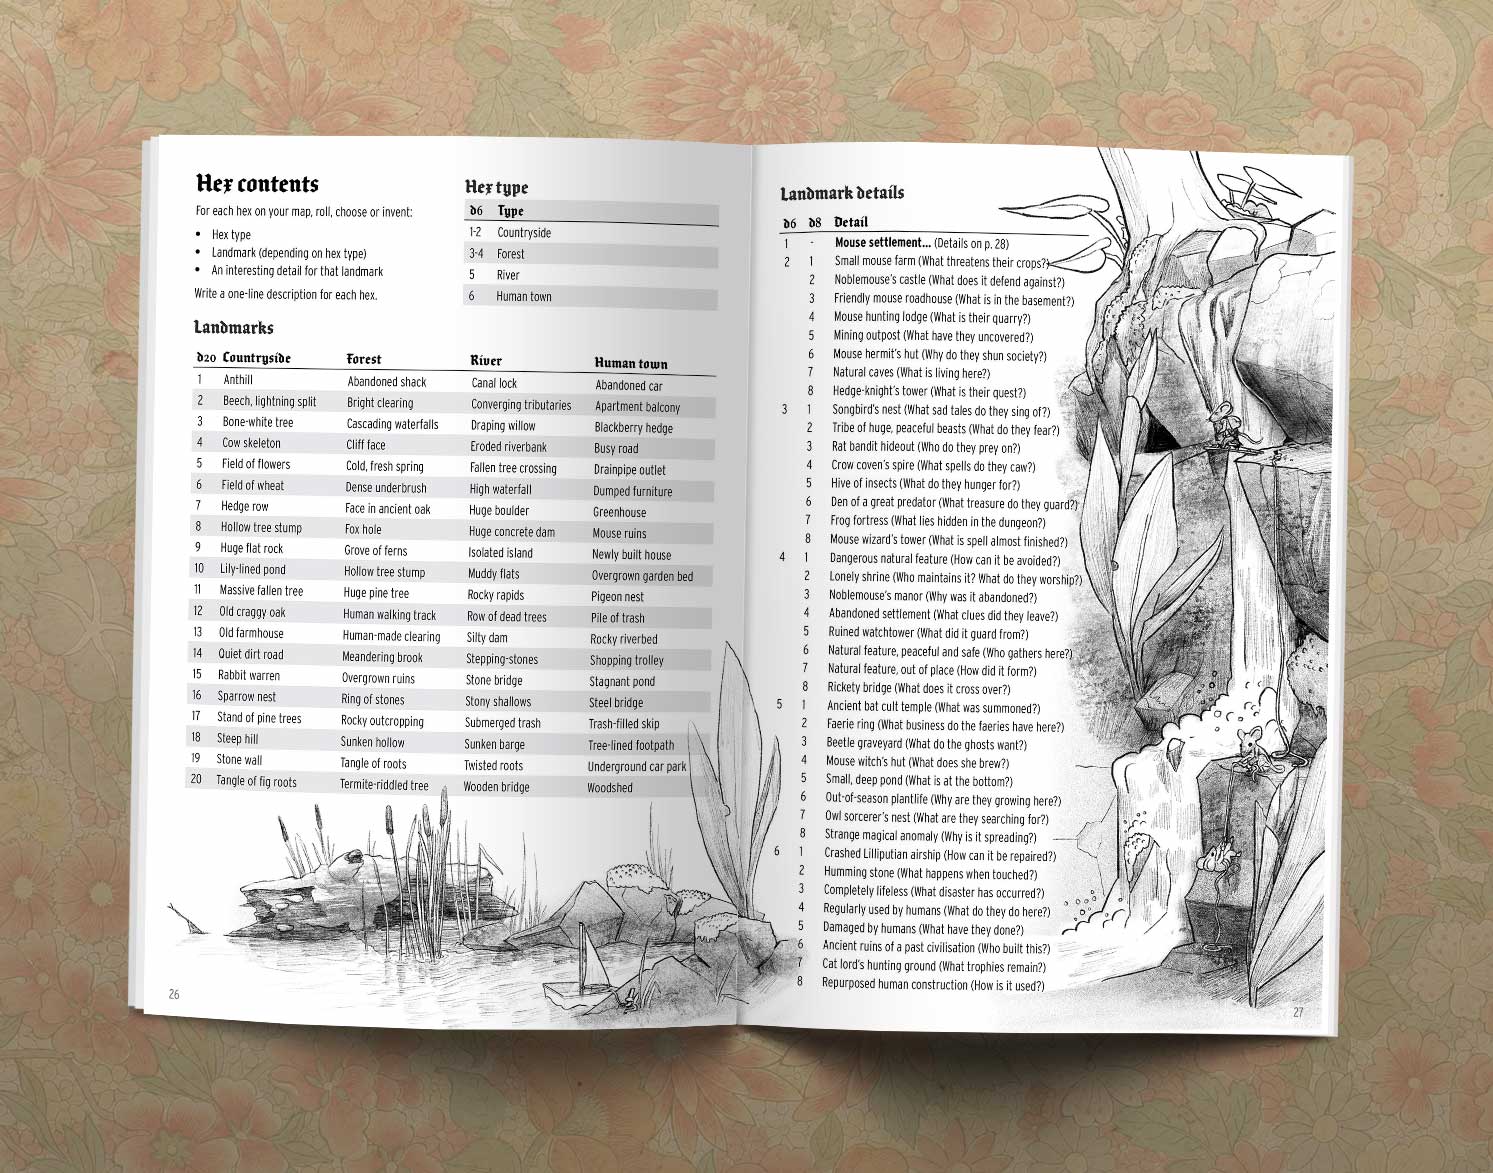 Hex contents
For each hex on your map, roll, choose or invent:
• Hex type
• Landmark (depending on hex type)
• An interesting detail for that landmark
Write a one-line description for each hex.
Hex type
d6 Type
1-2 Countryside
3-4 Forest
5 River
6 Human town
Landmarks
d20 Countryside Forest River Human town
1 Anthill Abandoned shack Canal lock Abandoned car
2 Beech, lightning split Bright clearing Converging tributaries Apartment balcony
3 Bone-white tree Cascading waterfalls Draping willow Blackberry hedge
4 Cow skeleton Cliff face Eroded riverbank Busy road
5 Field of flowers Cold, fresh spring Fallen tree crossing Drainpipe outlet
6 Field of wheat Dense underbrush High waterfall Dumped furniture
7 Hedge row Face in ancient oak Huge boulder Greenhouse
8 Hollow tree stump Fox hole Huge concrete dam Mouse ruins
9 Huge flat rock Grove of ferns Isolated island Newly built house
10 Lily-lined pond Hollow tree stump Muddy flats Overgrown garden bed
11 Massive fallen tree Huge pine tree Rocky rapids Pigeon nest
12 Old craggy oak Human walking track Row of dead trees Pile of trash
13 Old farmhouse Human-made clearing Silty dam Rocky riverbed
14 Quiet dirt road Meandering brook Stepping-stones Shopping trolley
15 Rabbit warren Overgrown ruins Stone bridge Stagnant pond
16 Sparrow nest Ring of stones Stony shallows Steel bridge
17 Stand of pine trees Rocky outcropping Submerged trash Trash-filled skip
18 Steep hill Sunken hollow Sunken barge Tree-lined footpath
19 Stone wall Tangle of roots Twisted roots Underground car park
20 Tangle of fig roots Termite-riddled tree Wooden bridge Woodshed
26
Landmark details
d6 d8 Detail
1 - Mouse settlement... (Details on p. 28)
2 1 Small mouse farm (What threatens their crops?)
2 Noblemouse's castle (What does it defend against?)
3 Friendly mouse roadhouse (What is in the basement?)
4 Mouse hunting lodge (What is their quarry?)
5 Mining outpost (What have they uncovered?)
6 Mouse hermit's hut (Why do they shun society?)
7 Natural caves (What is living here?)
8 Hedge-knight's tower (What is their quest?)
3 1 Songbird's nest (What sad tales do they sing of?)
2 Tribe of huge, peaceful beasts (What do they fear?)
3 Rat bandit hideout (Who do they prey on?)
4 Crow coven's spire (What spells do they caw?)
5 Hive of insects (What do they hunger for?)
6 Den of a great predator (What treasure do they guard?)
7 Frog fortress (What lies hidden in the dungeon?)
8 Mouse wizard's tower (What is spell almost finished?)
4 1 Dangerous natural feature (How can it be avoided?)
2 Lonely shrine (Who maintains it? What do they worship?)
3 Noblemouse's manor (Why was it abandoned?)
4 Abandoned settlement (What clues did they leave?)
5 Ruined watchtower (What did it guard from?)
6 Natural feature, peaceful and safe (Who gathers here?)
7 Natural feature, out of place (How did it form?)
8 Rickety bridge (What does it cross over?)
5 1 Ancient bat cult temple (What was summoned?)
2 Faerie ring (What business do the faeries have here?)
3 Beetle graveyard (What do the ghosts want?)
4 Mouse witch's hut (What does she brew?)
5 Small, deep pond (What is at the bottom?)
6 Out-of-season plantlife (Why are they growing here?)
7 Owl sorcerer's nest (What are they searching for?)
8 Strange magical anomaly (Why is it spreading?)
6 1 Crashed Lilliputian airship (How can it be repaired?)
2 Humming stone (What happens when touched?)
3 Completely lifeless (What disaster has occurred?)
4 Regularly used by humans (What do they do here?)
5 Damaged by humans (What have they done?)
6 Ancient ruins of a past civilisation (Who built this?)
7 Cat lord's hunting ground (What trophies remain?)
8 Repurposed human construction (How is it used?)
27